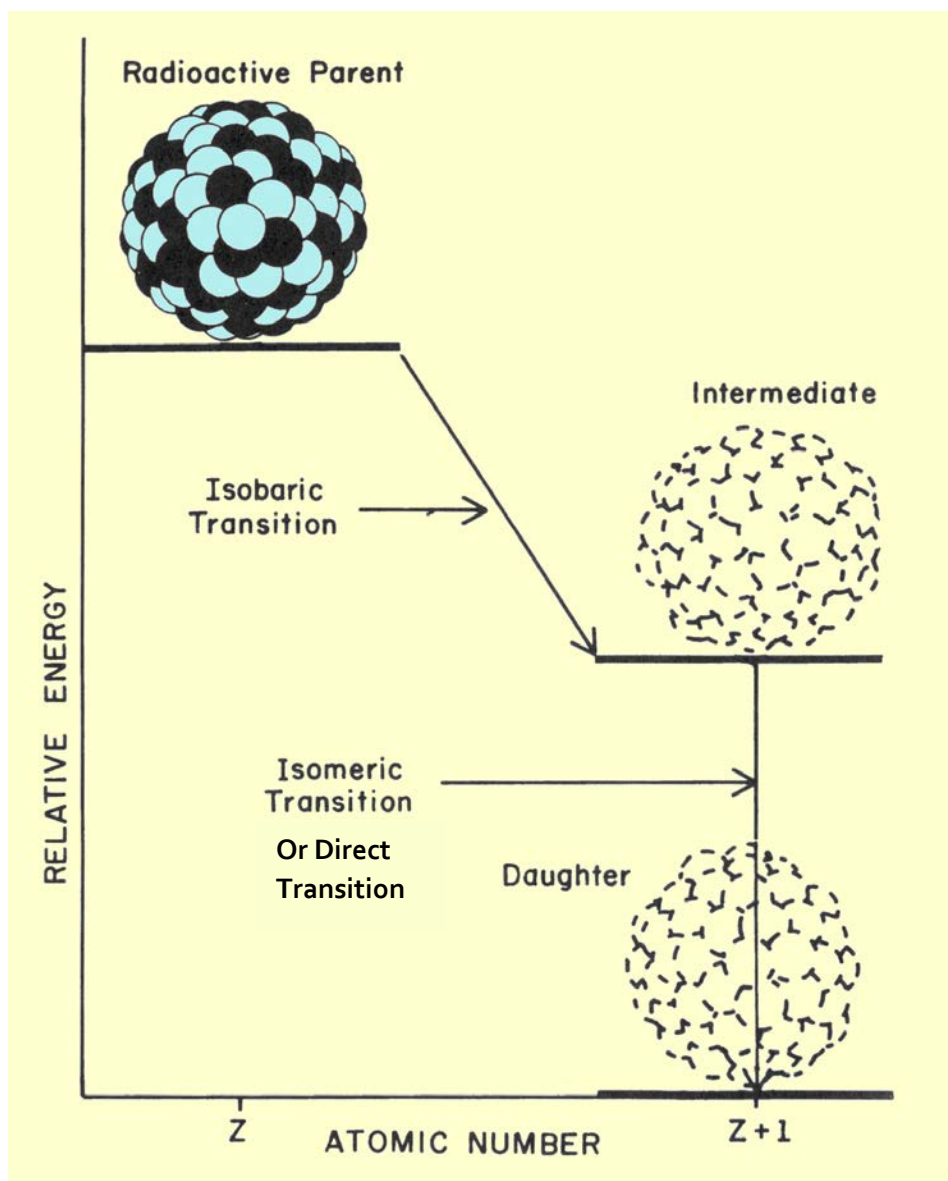 Radioactive Parent
Intermediate
Isobaric
Transition
Isomeric
Transition
Or Direct
Transition
Daughter
RELATIVE ENERGY
Z
ATOMIC NUMBER
Z+1